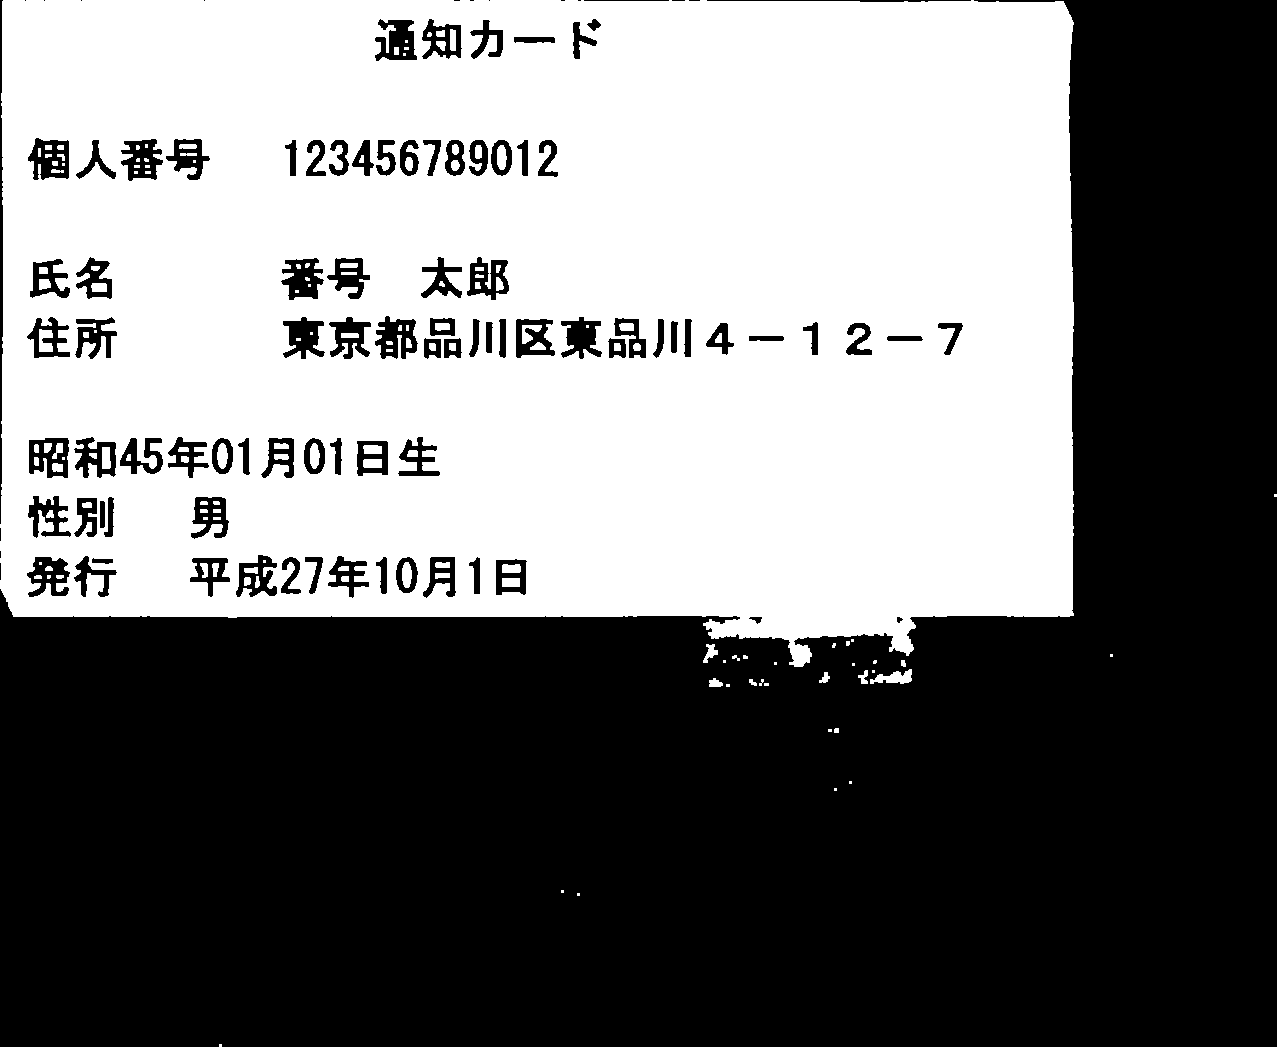 通知カード
個人番号 123456789012
氏名 番号 太郎
住所 東京都品川区東品川4－12－7
昭和45年01月01日生
性別 男
発行 平成27年10月1日